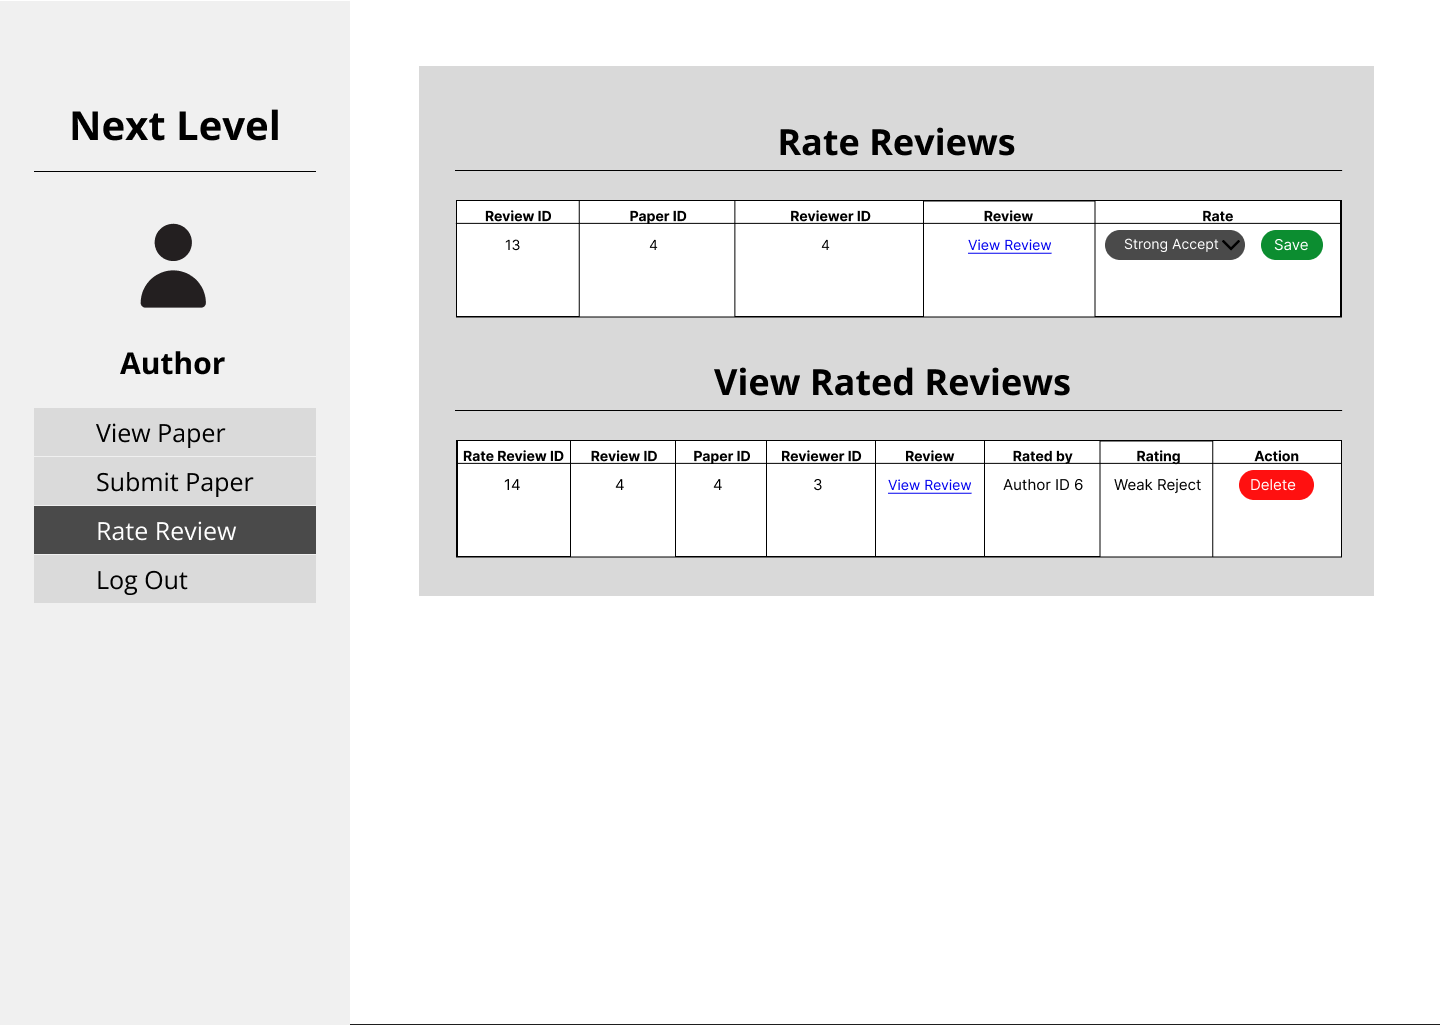 Next Level
Author
View Paper
Submit Paper
Rate Review
Log Out
Rate Reviews
Review ID Paper ID Reviewer ID Review Rate
13 4 4 View Review Strong Accept Save
View Rated Reviews
Rate Review ID Review ID Paper ID Reviewer ID Review Rated by Rating Action
14 4 4 3 View Review Author ID 6 Weak Reject Delete